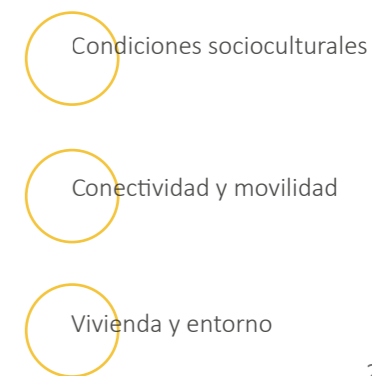 Condiciones socioculturales
Conectividad y movilidad
Vivienda y entorno